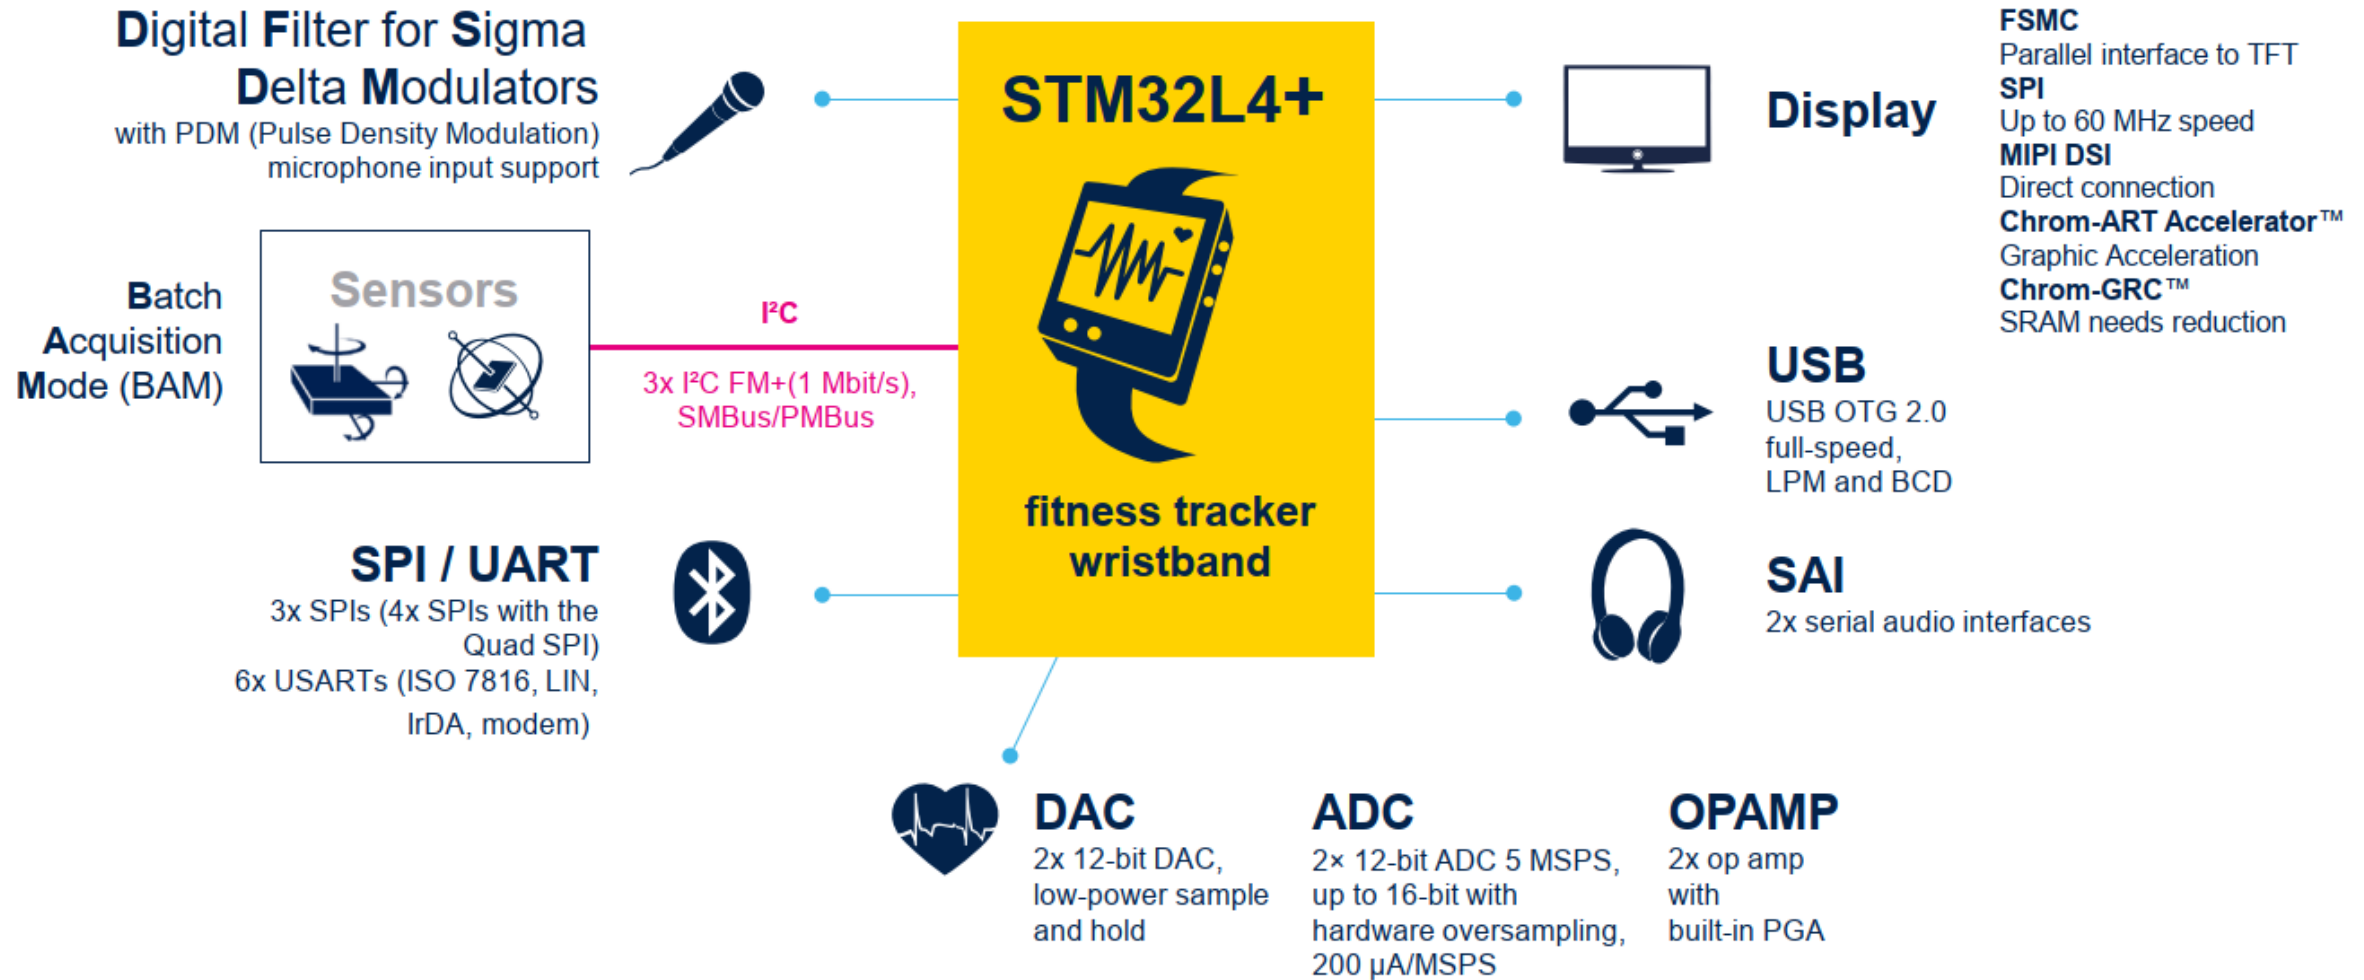 Digital Filter for Sigma
Delta Modulators
with PDM (Pulse Density Modulation)
microphone input support
Batch
Acquisition
Mode (BAM)
Sensors
I²C
3x I²C FM+(1 Mbit/s),
SMBus/PMBus
SPI / UART
3x SPIs (4x SPIs with the
Quad SPI)
6x USARTs (ISO 7816, LIN,
IrDA, modem)
STM32L4+
fitness tracker
wristband
Display
FSMC
Parallel interface to TFT
SPI
Up to 60 MHz speed
MIPI DSI
Direct connection
Chrom-ART Accelerator™
Graphic Acceleration
Chrom-GRC™
SRAM needs reduction
USB
USB OTG 2.0
full-speed,
LPM and BCD
SAI
2x serial audio interfaces
DAC
2x 12-bit DAC,
low-power sample
and hold
ADC
2× 12-bit ADC 5 MSPS,
up to 16-bit with
hardware oversampling,
200 µA/MSPS
OPAMP
2x op amp
with
built-in PGA